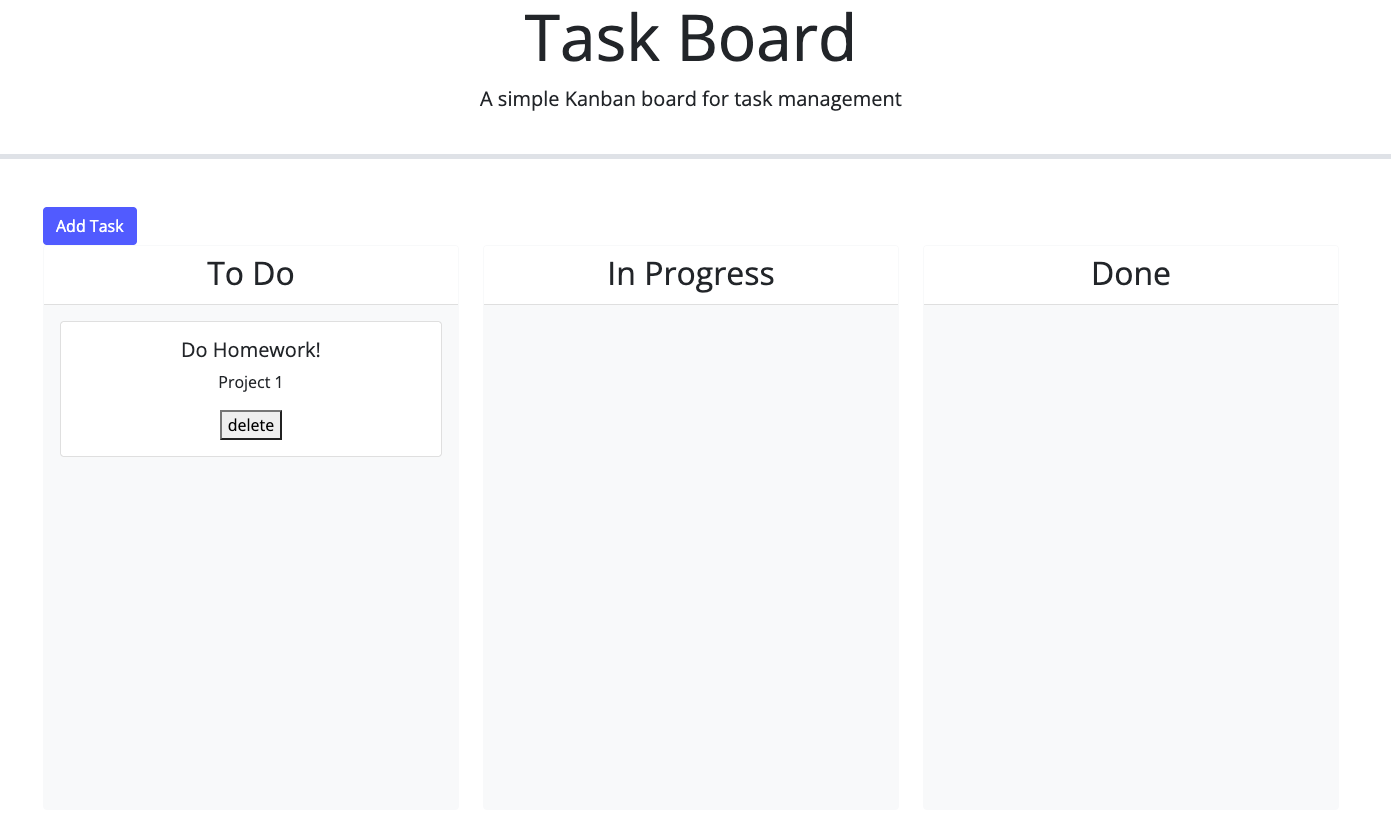 Task Board
A simple Kanban board for task management
Add Task
To Do
In Progress
Done
Do Homework!
Project 1
delete